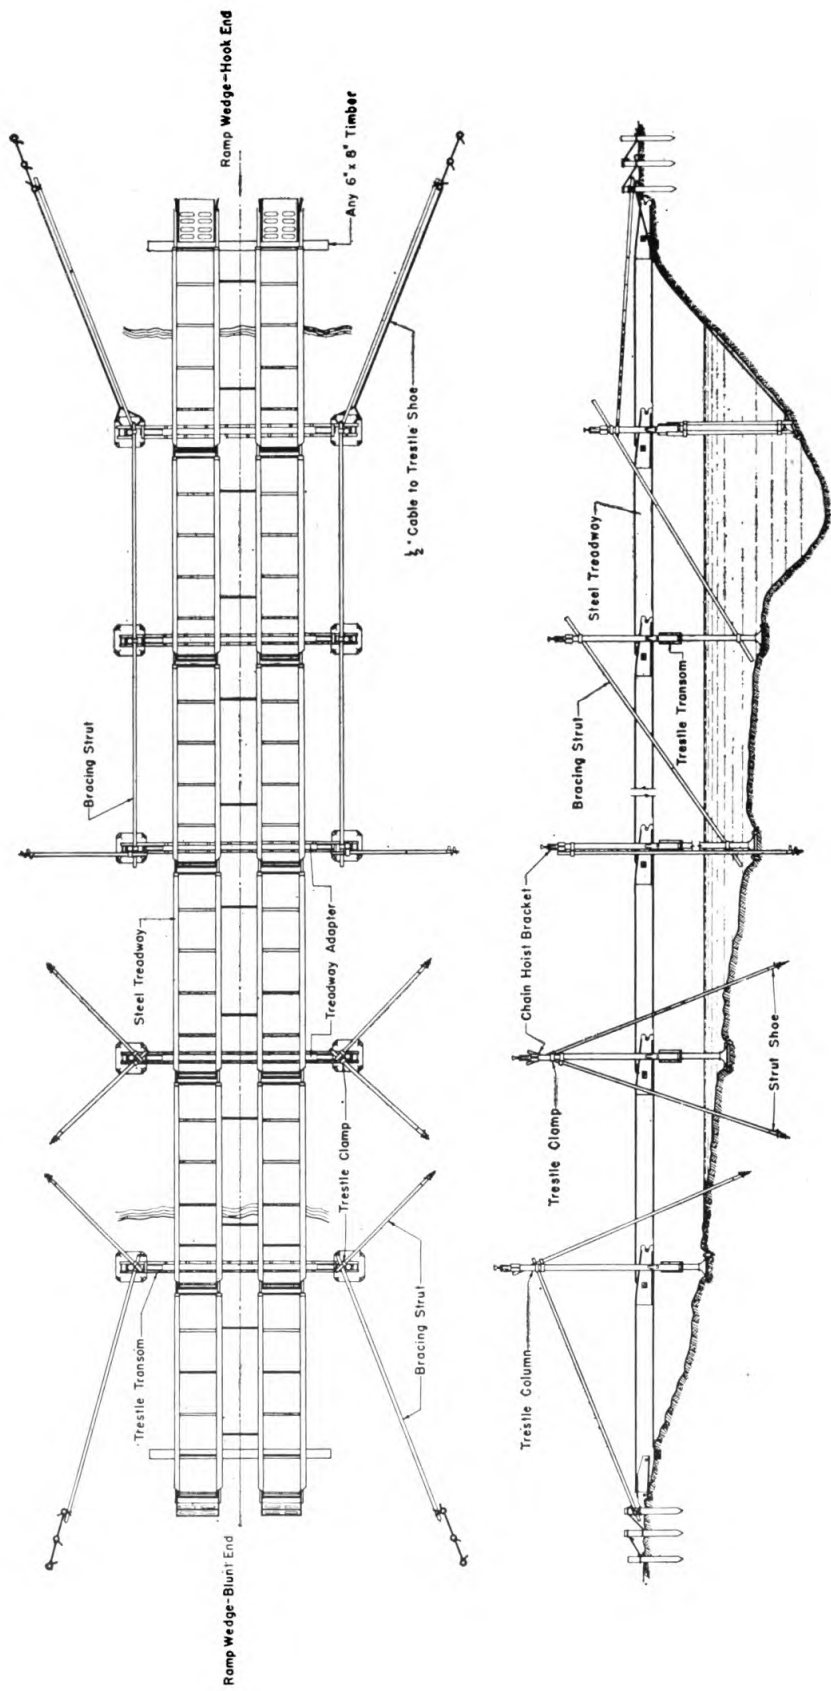 Ramp Wedge-Hook End
Any 6" x 8" Timber
½" Cable to Trestle Shoe
Bracing Strut
Steel Treadway
Treadway Adapter
Trestle Clamp
Trestle Transom
Bracing Strut
Ramp Wedge-Blunt End
Steel Treadway
Bracing Strut
Trestle Transom
Chain Hoist Bracket
Trestle Clamp
Strut Shoe
Trestle Column